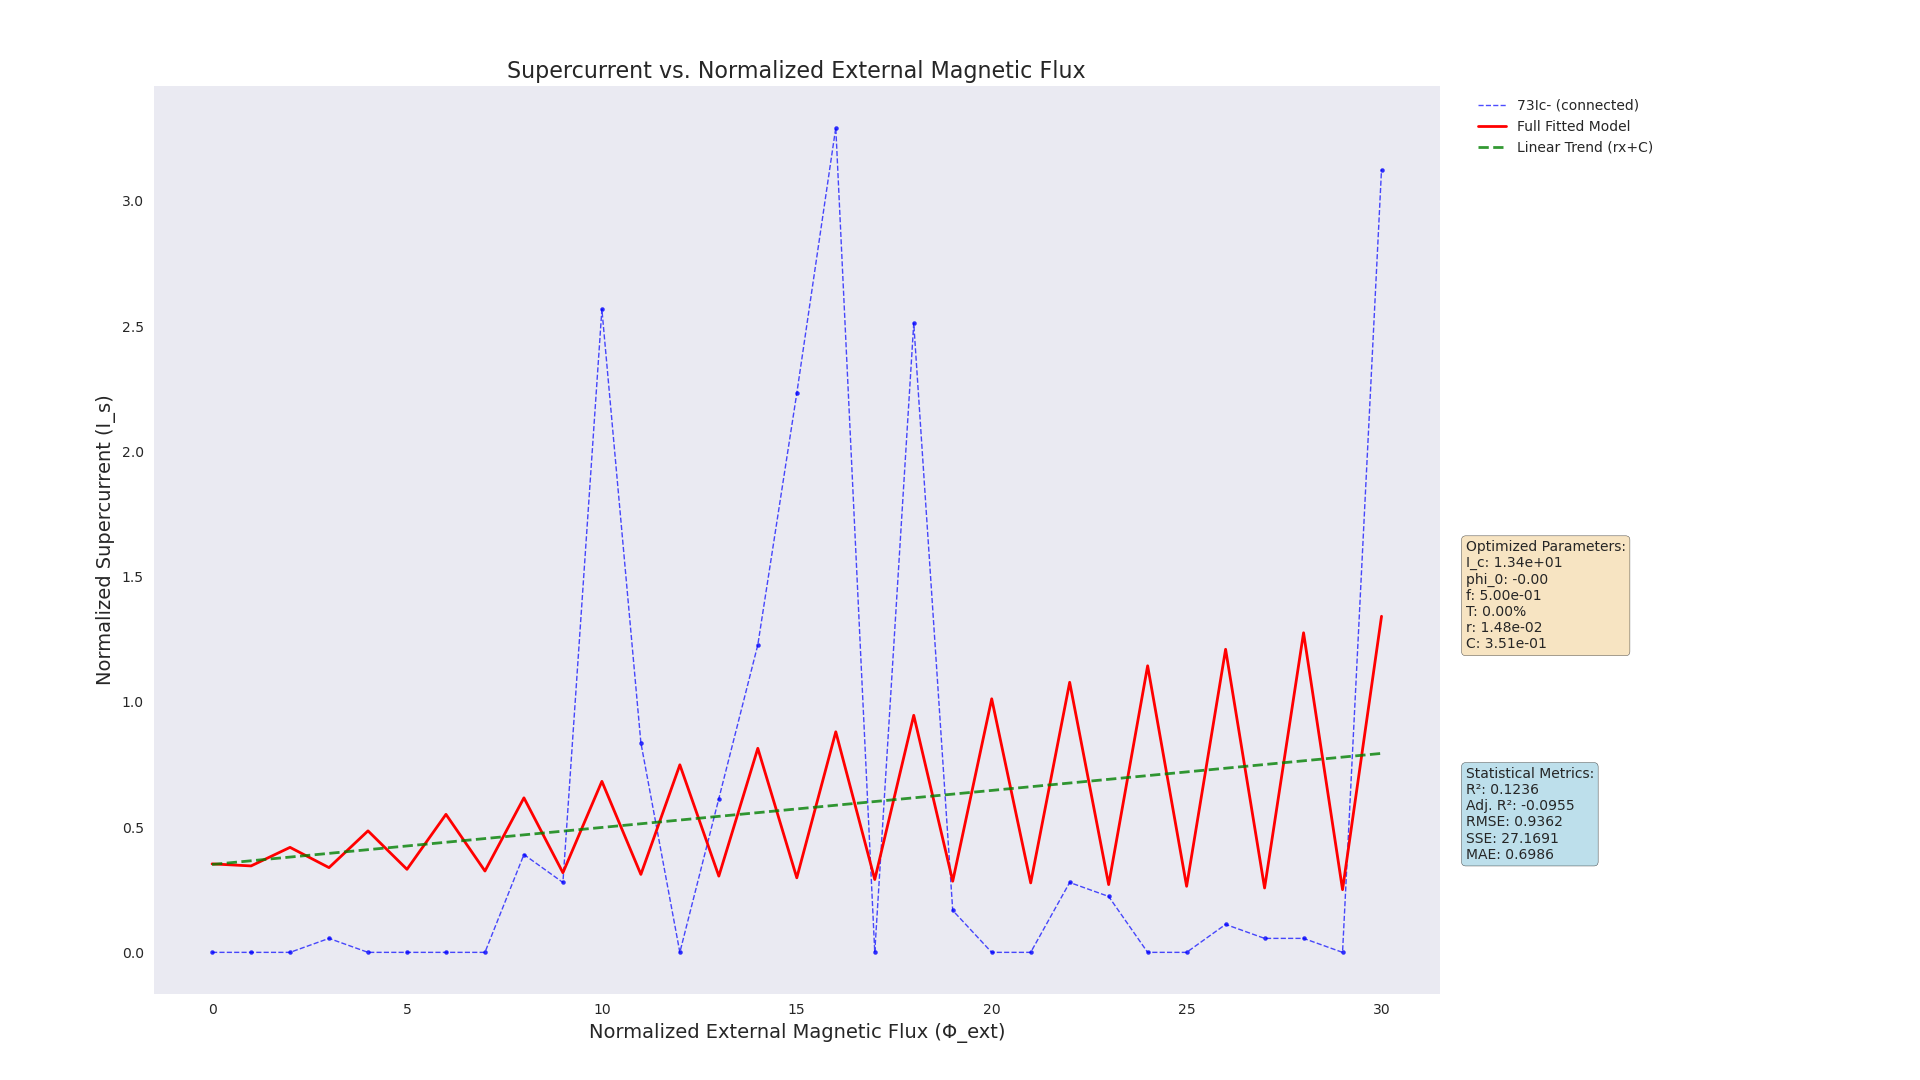 Supercurrent vs. Normalized External Magnetic Flux
73Ic- (connected)
Full Fitted Model
Linear Trend (rx+C)
Normalized Supercurrent (I_s)
3.0
2.5
2.0
1.5
1.0
0.5
0.0
0
5
10
15
20
25
30
Normalized External Magnetic Flux (Φ_ext)
Optimized Parameters:
I_c: 1.34e+01
phi_0: -0.00
f: 5.00e-01
T: 0.00%
r: 1.48e-02
C: 3.51e-01
Statistical Metrics:
R²: 0.1236
Adj. R²: -0.0955
RMSE: 0.9362
SSE: 27.1691
MAE: 0.6986